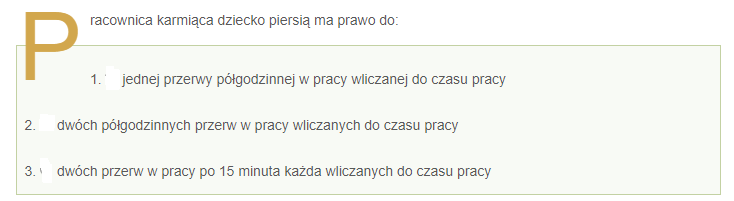 Pracownica karmiąca dziecko piersią ma prawo do:
1. jednej przerwy półgodzinnej w pracy wliczanej do czasu pracy
2. dwóch półgodzinnych przerw w pracy wliczanych do czasu pracy
3. dwóch przerw w pracy po 15 minuta każda wliczanych do czasu pracy